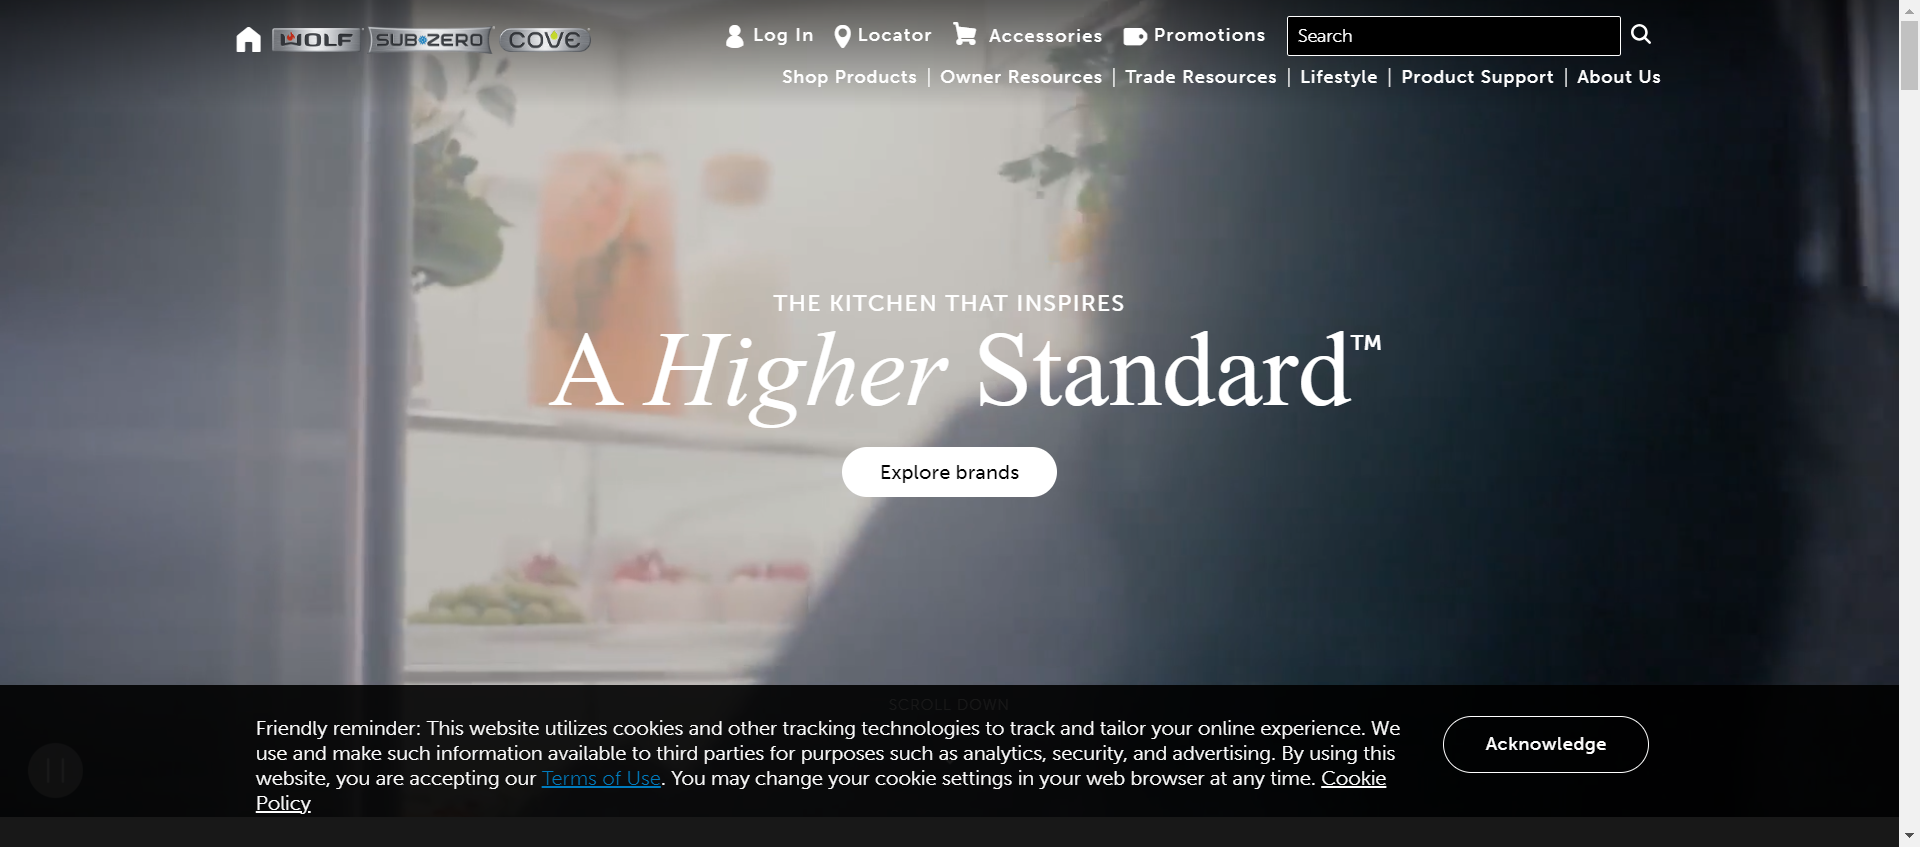 WOLF SUB-ZERO COVE
Log In Locator Accessories Promotions Search
Shop Products | Owner Resources | Trade Resources | Lifestyle | Product Support | About Us
THE KITCHEN THAT INSPIRES
A Higher Standard™
Explore brands
SCROLL DOWN
Friendly reminder: This website utilizes cookies and other tracking technologies to track and tailor your online experience. We
use and make such information available to third parties for purposes such as analytics, security, and advertising. By using this
website, you are accepting our Terms of Use. You may change your cookie settings in your web browser at any time. Cookie
Policy
Acknowledge